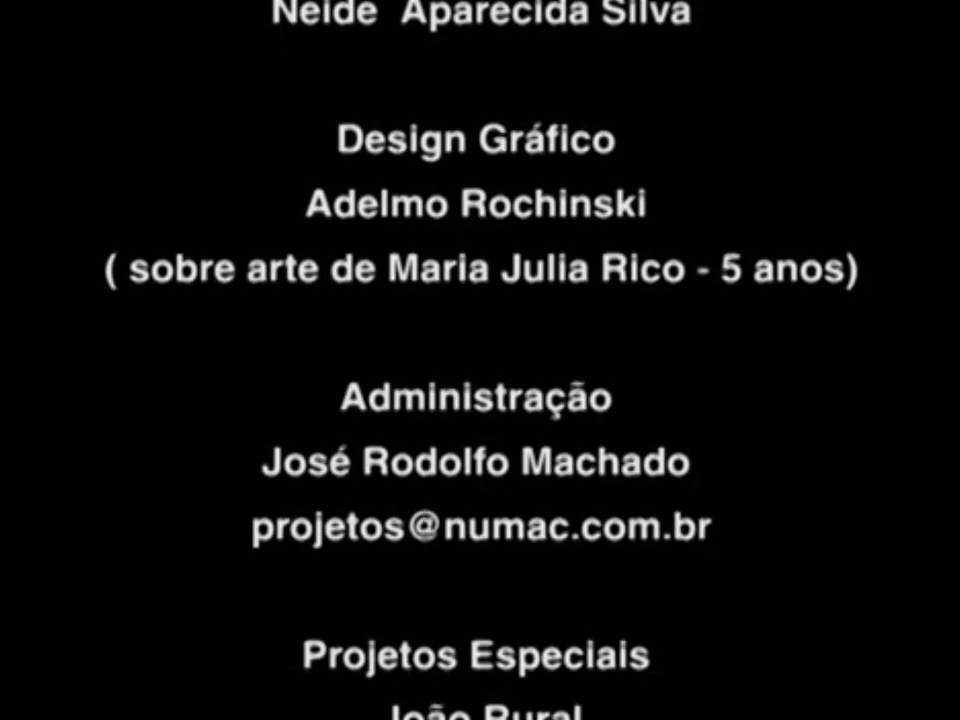 Neide Aparecida Silva
Design Gráfico
Adelmo Rochinski
( sobre arte de Maria Julia Rico - 5 anos)
Administração
José Rodolfo Machado
projetos@numac.com.br
Projetos Especiais
João Rural